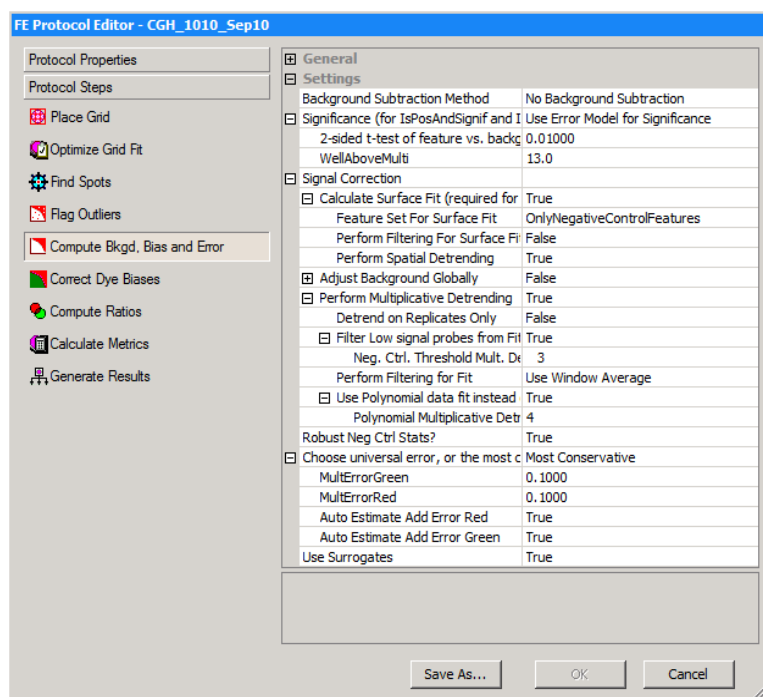 FE Protocol Editor - CGH_1010_Sep10
Protocol Properties
Protocol Steps
Place Grid
Optimize Grid Fit
Find Spots
Flag Outliers
Compute Bkgd, Bias and Error
Correct Dye Biases
Compute Ratios
Calculate Metrics
Generate Results
General
Settings
Background Subtraction Method No Background Subtraction
Significance (for IsPosAndSignif and I Use Error Model for Significance
2-sided t-test of feature vs. backg 0.01000
WellAboveMulti 13.0
Signal Correction
Calculate Surface Fit (required for True
Feature Set For Surface Fit OnlyNegativeControlFeatures
Perform Filtering For Surface Fi False
Perform Spatial Detrending True
Adjust Background Globally False
Perform Multiplicative Detrending True
Detrend on Replicates Only False
Filter Low signal probes from Fit True
Neg. Ctrl. Threshold Mult. De 3
Perform Filtering for Fit Use Window Average
Use Polynomial data fit instead True
Polynomial Multiplicative Detr 4
Robust Neg Ctrl Stats? True
Choose universal error, or the most c Most Conservative
MultErrorGreen 0.1000
MultErrorRed 0.1000
Auto Estimate Add Error Red True
Auto Estimate Add Error Green True
Use Surrogates True
Save As... OK Cancel